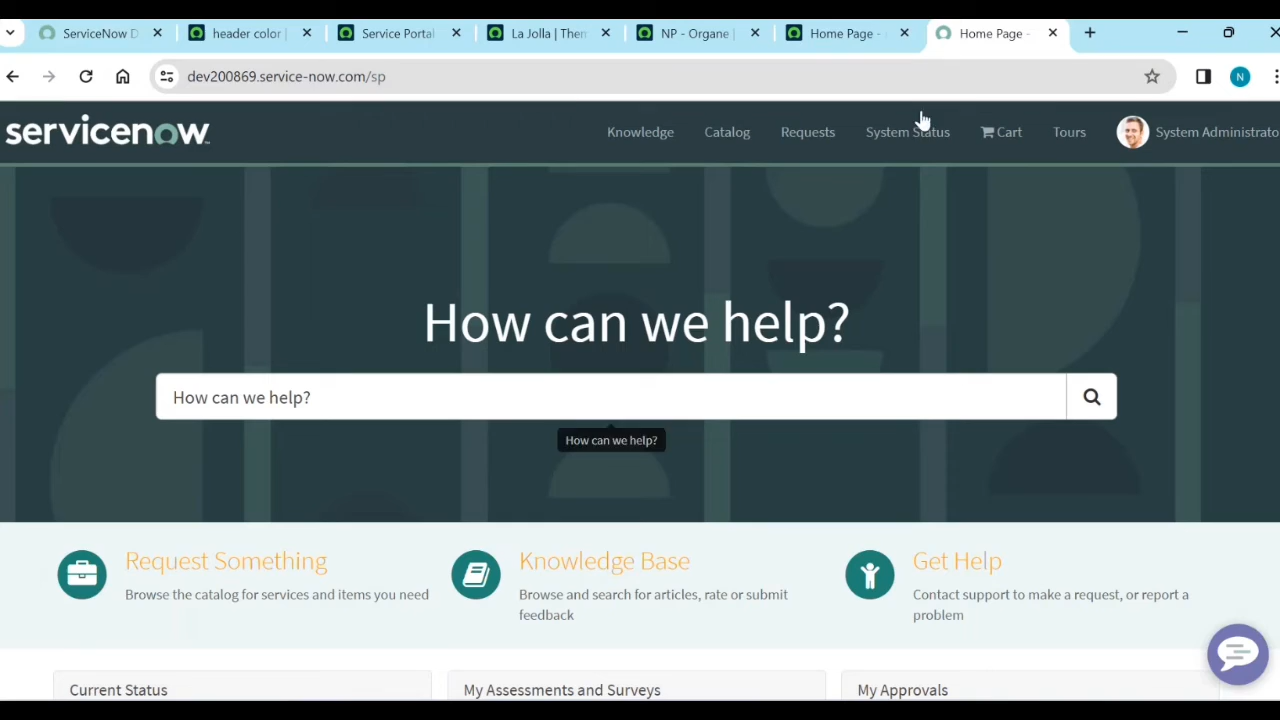 ServiceNow D
header color |
Service Portal
La Jolla | Them
NP - Organe |
Home Page -
Home Page -
dev200869.service-now.com/sp
N
servicenow
Knowledge
Catalog
Requests
System Status
Cart
Tours
System Administrato
How can we help?
How can we help?
How can we help?
Request Something
Browse the catalog for services and items you need
Knowledge Base
Browse and search for articles, rate or submit
feedback
Get Help
Contact support to make a request, or report a
problem
Current Status
My Assessments and Surveys
My Approvals